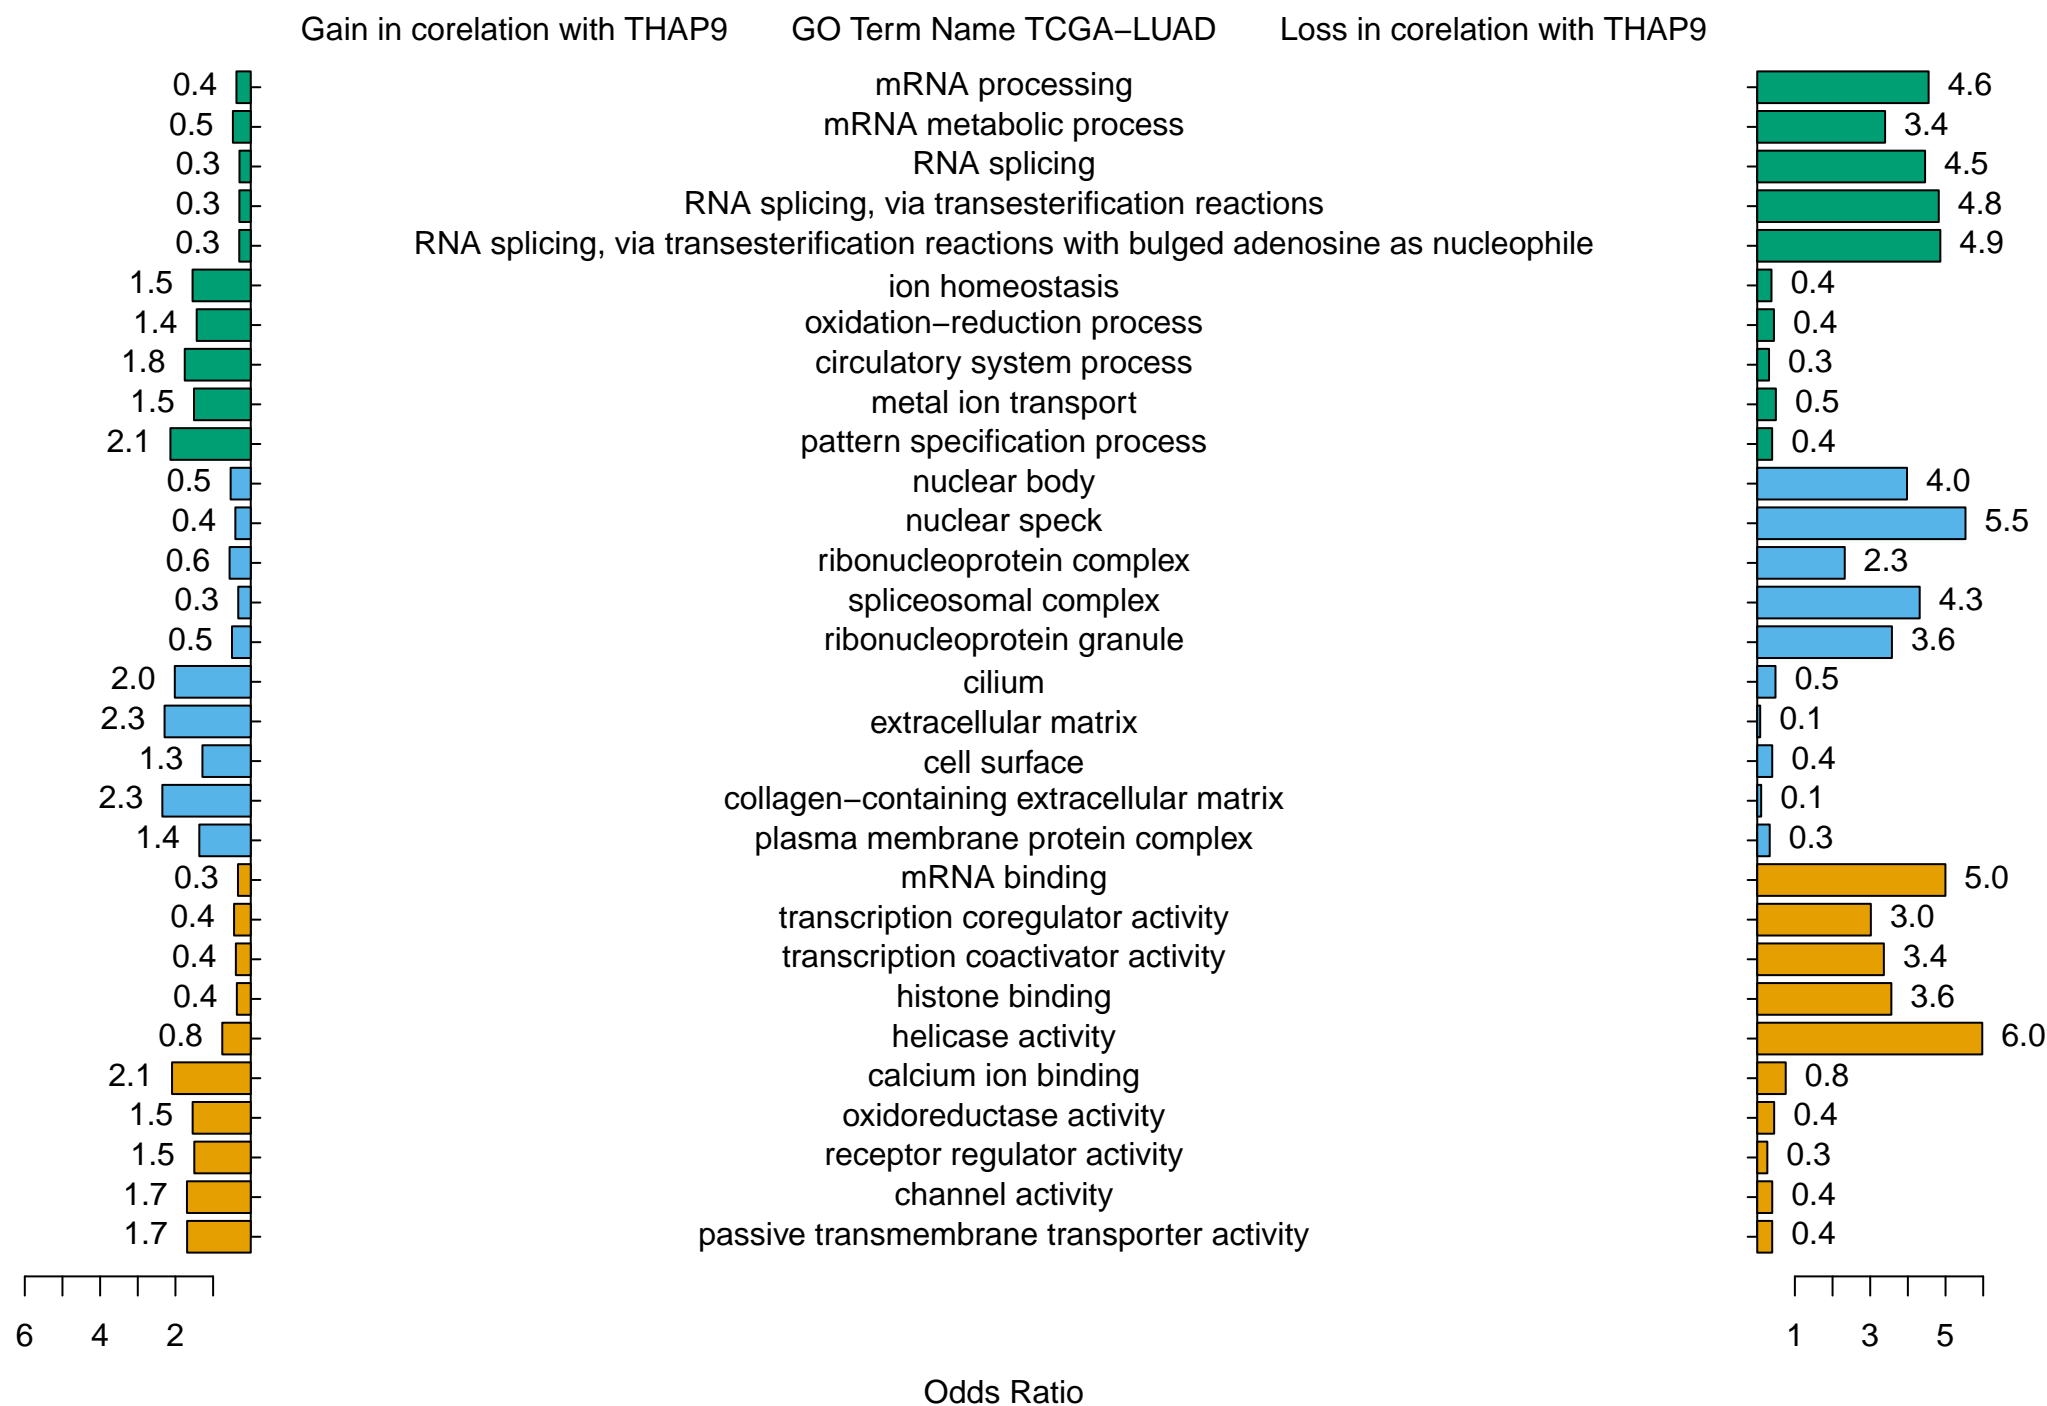 Gain in corelation with THAP9 GO Term Name TCGA−LUAD Loss in corelation with THAP9
0.4 mRNA processing 4.6
0.5 mRNA metabolic process 3.4
0.3 RNA splicing 4.5
0.3 RNA splicing, via transesterification reactions 4.8
0.3 RNA splicing, via transesterification reactions with bulged adenosine as nucleophile 4.9
1.5 ion homeostasis 0.4
1.4 oxidation−reduction process 0.4
1.8 circulatory system process 0.3
1.5 metal ion transport 0.5
2.1 pattern specification process 0.4
0.5 nuclear body 4.0
0.4 nuclear speck 5.5
0.6 ribonucleoprotein complex 2.3
0.3 spliceosomal complex 4.3
0.5 ribonucleoprotein granule 3.6
2.0 cilium 0.5
2.3 extracellular matrix 0.1
1.3 cell surface 0.4
2.3 collagen−containing extracellular matrix 0.1
1.4 plasma membrane protein complex 0.3
0.3 mRNA binding 5.0
0.4 transcription coregulator activity 3.0
0.4 transcription coactivator activity 3.4
0.4 histone binding 3.6
0.8 helicase activity 6.0
2.1 calcium ion binding 0.8
1.5 oxidoreductase activity 0.4
1.5 receptor regulator activity 0.3
1.7 channel activity 0.4
1.7 passive transmembrane transporter activity 0.4
6 4 2 1 3 5
Odds Ratio